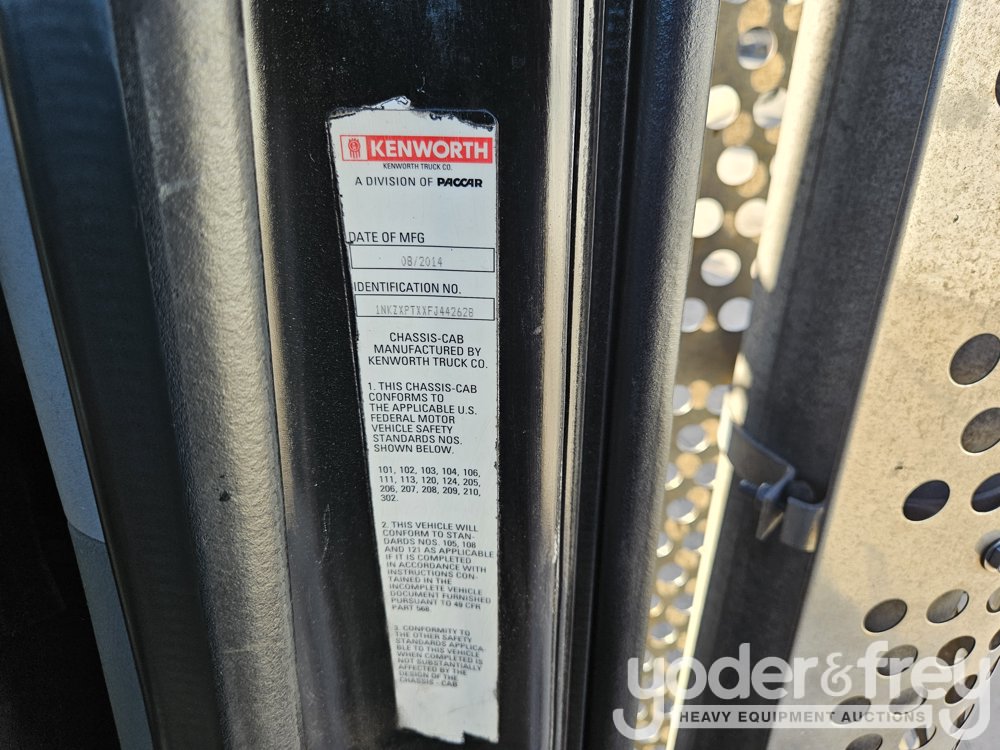 KENWORTH
KENWORTH TRUCK CO.
A DIVISION OF PACCAR
DATE OF MFG
08/2014
IDENTIFICATION NO.
1NKZXPTXXFJ442628
CHASSIS-CAB
MANUFACTURED BY
KENWORTH TRUCK CO.
1. THIS CHASSIS-CAB
CONFORMS TO
THE APPLICABLE U.S.
FEDERAL MOTOR
VEHICLE SAFETY
STANDARDS NOS.
SHOWN BELOW.
101, 102, 103, 104, 106,
111, 113, 120, 124, 205,
206, 207, 208, 209, 210,
302.
2. THIS VEHICLE WILL
CONFORM TO STAN-
DARDS NOS. 105, 108
AND 121 AS APPLICABLE
IF IT IS COMPLETED
IN ACCORDANCE WITH
INSTRUCTIONS CON-
TAINED IN THE
INCOMPLETE VEHICLE
DOCUMENT FURNISHED
PURSUANT TO 49 CFR
PART 568
3. CONFORMITY TO
THE OTHER SAFETY
STANDARDS APPLICA-
BLE TO THIS VEHICLE
WHEN COMPLETED IS
NOT SUBSTANTIALLY
AFFECTED BY THE
DESIGN OF THE
CHASSIS - CAB
yoder&frey
HEAVY EQUIPMENT AUCTIONS